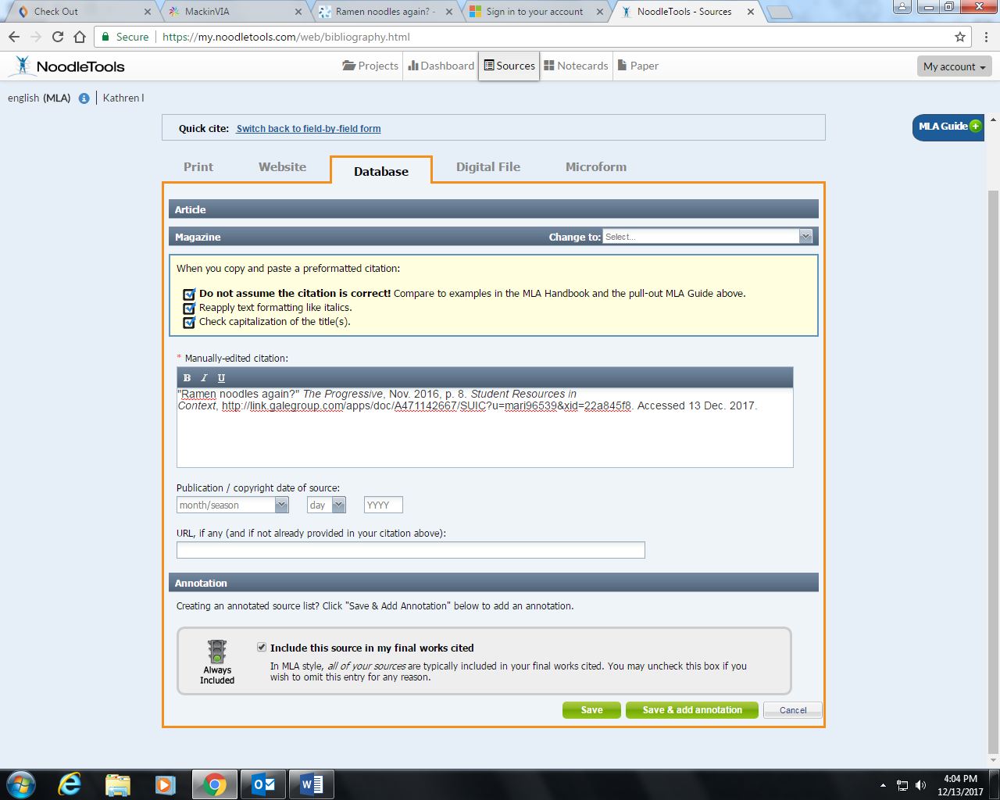 Check Out
MackinVIA
Ramen noodles again? -
Sign in to your account
NoodleTools - Sources
Secure
https://my.noodletools.com/web/bibliography.html
NoodleTools
Projects
Dashboard
Sources
Notecards
Paper
My account
english (MLA)
Kathren I
Quick cite: Switch back to field-by-field form
MLA Guide
Print
Website
Database
Digital File
Microform
Article
Magazine
Change to:
Select...
When you copy and paste a preformatted citation:
Do not assume the citation is correct! Compare to examples in the MLA Handbook and the pull-out MLA Guide above.
Reapply text formatting like italics.
Check capitalization of the title(s).
* Manually-edited citation:
B I U
"Ramen noodles again?" The Progressive, Nov. 2016, p. 8. Student Resources in
Context, http://link.galegroup.com/apps/doc/A471142667/SUIC?u=mari96539&xid=22a845f8. Accessed 13 Dec. 2017.
Publication / copyright date of source:
month/season
day
YYYY
URL, if any (and if not already provided in your citation above):
Annotation
Creating an annotated source list? Click "Save & Add Annotation" below to add an annotation.
Always
Included
Include this source in my final works cited
In MLA style, all of your sources are typically included in your final works cited. You may uncheck this box if you
wish to omit this entry for any reason.
Save
Save & add annotation
Cancel
4:04 PM
12/13/2017